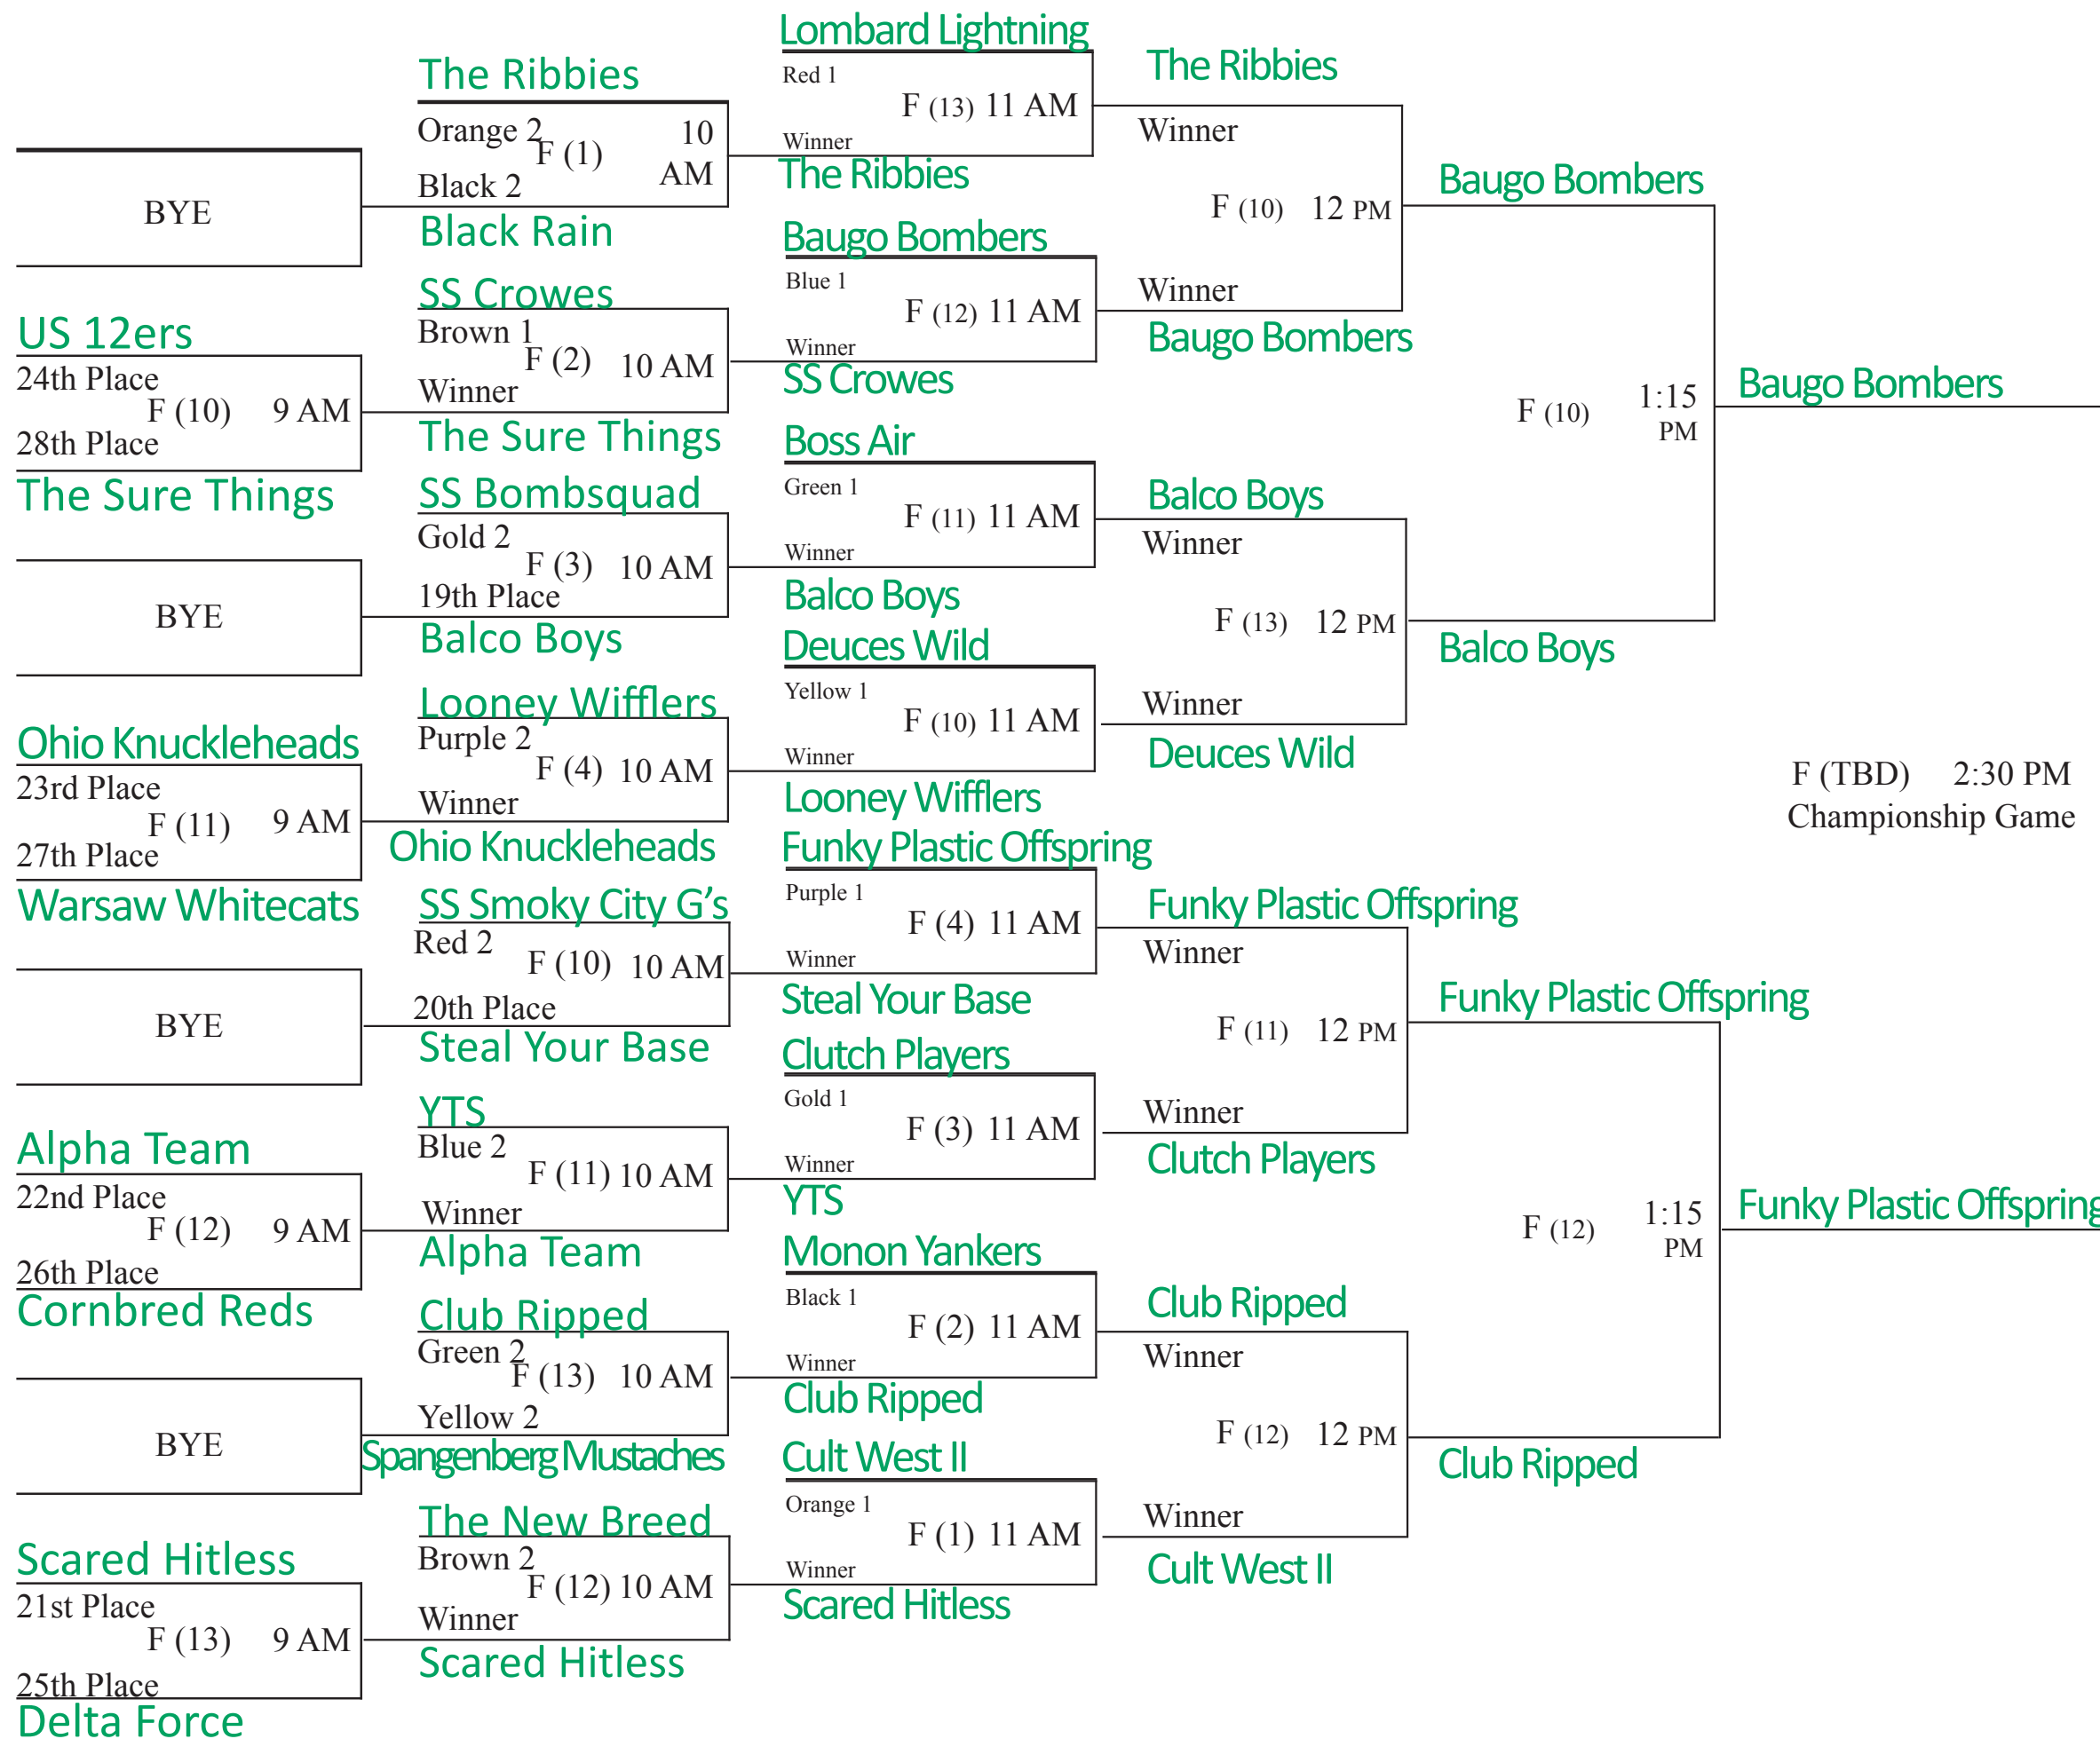 BYE
US 12ers
24th Place
F (10) 9 AM
28th Place
The Sure Things
BYE
Ohio Knuckleheads
23rd Place
F (11) 9 AM
27th Place
Warsaw Whitecats
BYE
Alpha Team
22nd Place
F (12) 9 AM
26th Place
Cornbred Reds
BYE
Scared Hitless
21st Place
F (13) 9 AM
25th Place
Delta Force
The Ribbies
Orange 2
F (1) 10
AM
Black 2
Black Rain
SS Crowes
Brown 1
F (2) 10 AM
Winner
The Sure Things
SS Bombsquad
Gold 2
F (3) 10 AM
19th Place
Balco Boys
Looney Wifflers
Purple 2
F (4) 10 AM
Winner
Ohio Knuckleheads
SS Smoky City G’s
Red 2
F (10) 10 AM
20th Place
Steal Your Base
YTS
Blue 2
F (11) 10 AM
Winner
Alpha Team
Club Ripped
Green 2
F (13) 10 AM
Yellow 2
Spangenberg Mustaches
The New Breed
Brown 2
F (12) 10 AM
Winner
Scared Hitless
Lombard Lightning
Red 1
F (13) 11 AM
Winner
The Ribbies
Baugo Bombers
Blue 1
F (12) 11 AM
Winner
SS Crowes
Boss Air
Green 1
F (11) 11 AM
Winner
Balco Boys
Deuces Wild
Yellow 1
F (10) 11 AM
Winner
Looney Wifflers
Funky Plastic Offspring
Purple 1
F (4) 11 AM
Winner
Steal Your Base
Clutch Players
Gold 1
F (3) 11 AM
Winner
YTS
Monon Yankers
Black 1
F (2) 11 AM
Winner
Club Ripped
Cult West II
Orange 1
F (1) 11 AM
Winner
Scared Hitless
The Ribbies
Winner
F (10) 12 PM
Winner
Baugo Bombers
Balco Boys
Winner
F (13) 12 PM
Winner
Deuces Wild
Funky Plastic Offspring
Winner
F (11) 12 PM
Winner
Clutch Players
Club Ripped
Winner
F (12) 12 PM
Winner
Cult West II
Baugo Bombers
F (10) 1:15
PM
Balco Boys
Funky Plastic Offspring
F (12) 1:15
PM
Club Ripped
Baugo Bombers
F (TBD) 2:30 PM
Championship Game
Funky Plastic Offspring